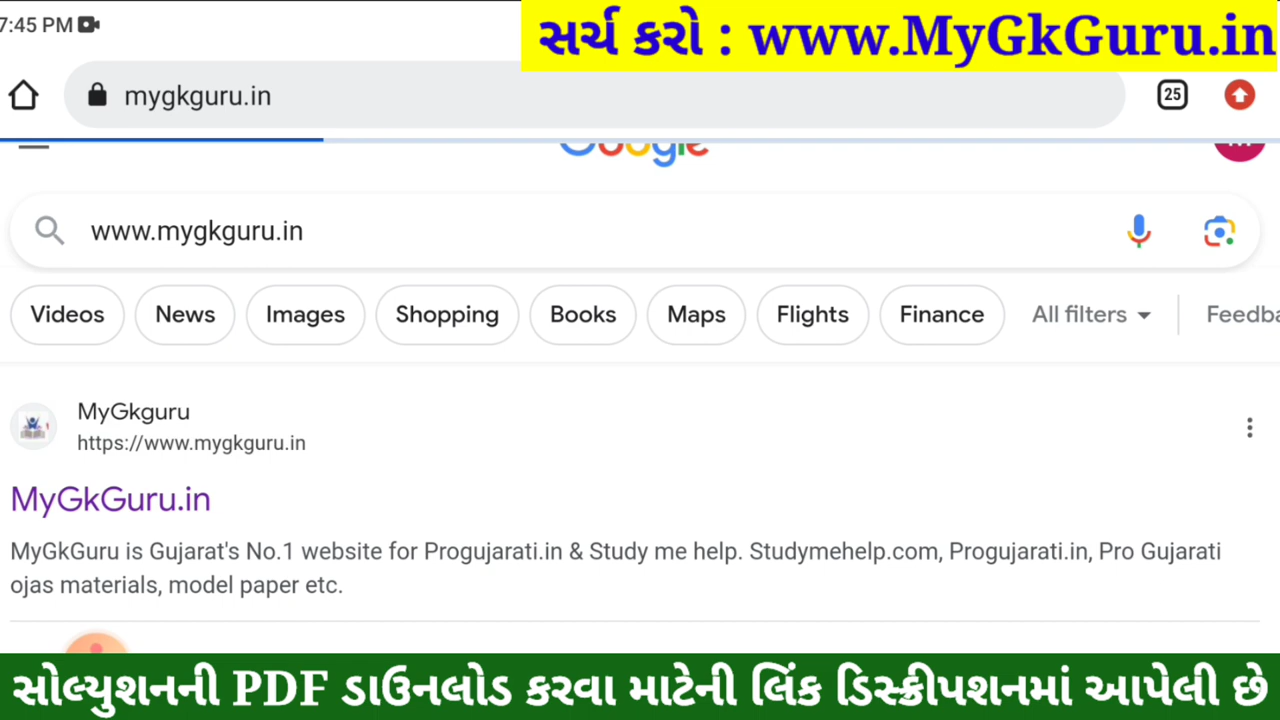 7:45 PM
સર્ચ કરો : www.MyGkGuru.in
mygkguru.in
25
Google
www.mygkguru.in
Videos News Images Shopping Books Maps Flights Finance All filters Feedba
MyGkguru
https://www.mygkguru.in
MyGkGuru.in
MyGkGuru is Gujarat's No.1 website for Progujarati.in & Study me help. Studymehelp.com, Progujarati.in, Pro Gujarati
ojas materials, model paper etc.
સોલ્યુશનની PDF ડાઉનલોડ કરવા માટેની લિંક ડિસ્ક્રીપશનમાં આપેલી છે